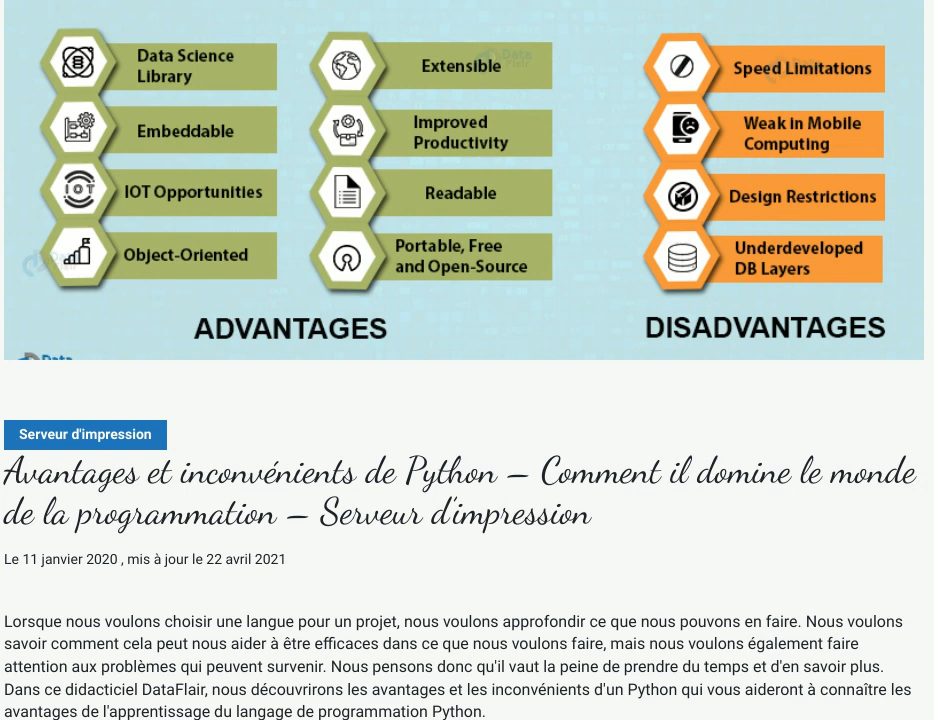 Data Science
Library
Embeddable
IOT Opportunities
IOT
Object-Oriented
Extensible
Improved
Productivity
Readable
Portable, Free
and Open-Source
ADVANTAGES
Speed Limitations
Weak in Mobile
Computing
Design Restrictions
Underdeveloped
DB Layers
DISADVANTAGES
Data
Serveur d'impression
Avantages et inconvénients de Python – Comment il domine le monde
de la programmation – Serveur d'impression
Le 11 janvier 2020 , mis à jour le 22 avril 2021
Lorsque nous voulons choisir une langue pour un projet, nous voulons approfondir ce que nous pouvons en faire. Nous voulons
savoir comment cela peut nous aider à être efficaces dans ce que nous voulons faire, mais nous voulons également faire
attention aux problèmes qui peuvent survenir. Nous pensons donc qu'il vaut la peine de prendre du temps et d'en savoir plus.
Dans ce didacticiel DataFlair, nous découvrirons les avantages et les inconvénients d'un Python qui vous aideront à connaître les
avantages de l'apprentissage du langage de programmation Python.